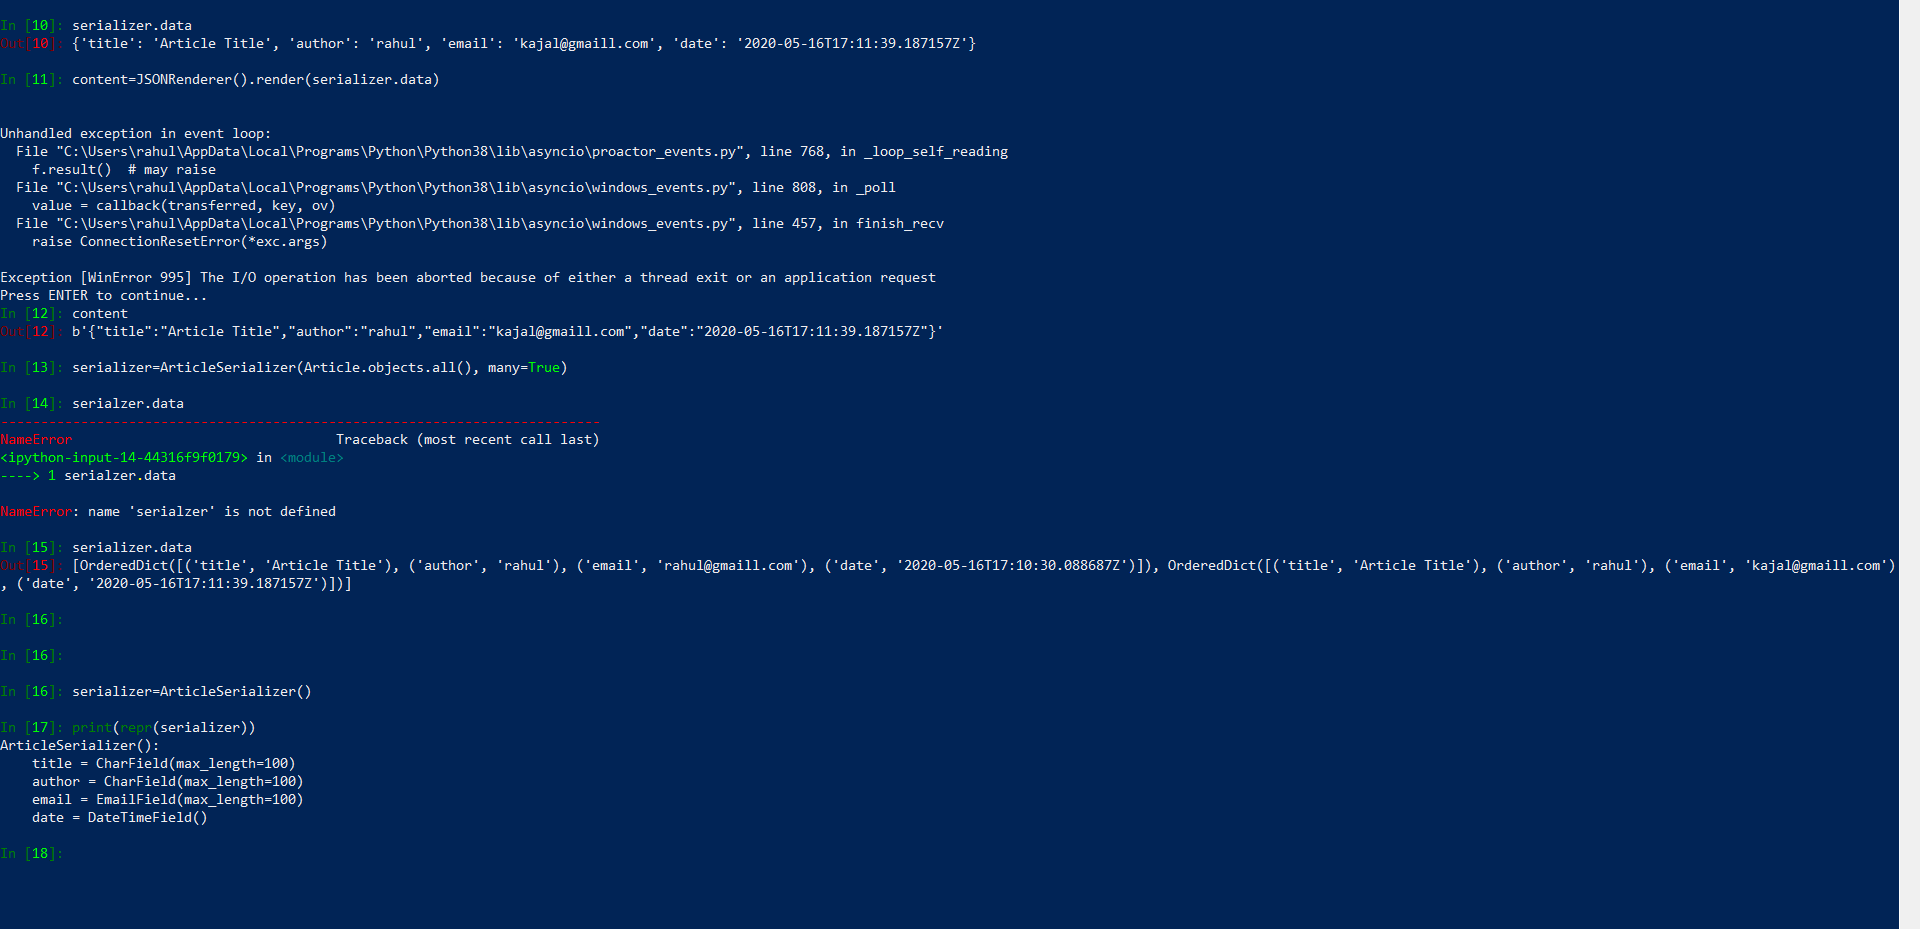 In [10]: serializer.data
Out[10]: {'title': 'Article Title', 'author': 'rahul', 'email': 'kajal@gmaill.com', 'date': '2020-05-16T17:11:39.187157Z'}
In [11]: content=JSONRenderer().render(serializer.data)
Unhandled exception in event loop:
  File "C:\Users\rahul\AppData\Local\Programs\Python\Python38\lib\asyncio\proactor_events.py", line 768, in _loop_self_reading
    f.result()  # may raise
  File "C:\Users\rahul\AppData\Local\Programs\Python\Python38\lib\asyncio\windows_events.py", line 808, in _poll
    value = callback(transferred, key, ov)
  File "C:\Users\rahul\AppData\Local\Programs\Python\Python38\lib\asyncio\windows_events.py", line 457, in finish_recv
    raise ConnectionResetError(*exc.args)
Exception [WinError 995] The I/O operation has been aborted because of either a thread exit or an application request
Press ENTER to continue...
In [12]: content
Out[12]: b'{"title":"Article Title","author":"rahul","email":"kajal@gmaill.com","date":"2020-05-16T17:11:39.187157Z"}'
In [13]: serializer=ArticleSerializer(Article.objects.all(), many=True)
In [14]: serialzer.data
---------------------------------------------------------------------------
NameError                                 Traceback (most recent call last)
<ipython-input-14-44316f9f0179> in <module>
----> 1 serialzer.data
NameError: name 'serialzer' is not defined
In [15]: serializer.data
Out[15]: [OrderedDict([('title', 'Article Title'), ('author', 'rahul'), ('email', 'rahul@gmaill.com'), ('date', '2020-05-16T17:10:30.088687Z')]), OrderedDict([('title', 'Article Title'), ('author', 'rahul'), ('email', 'kajal@gmaill.com')
, ('date', '2020-05-16T17:11:39.187157Z')])]
In [16]:
In [16]:
In [16]: serializer=ArticleSerializer()
In [17]: print(repr(serializer))
ArticleSerializer():
    title = CharField(max_length=100)
    author = CharField(max_length=100)
    email = EmailField(max_length=100)
    date = DateTimeField()
In [18]: